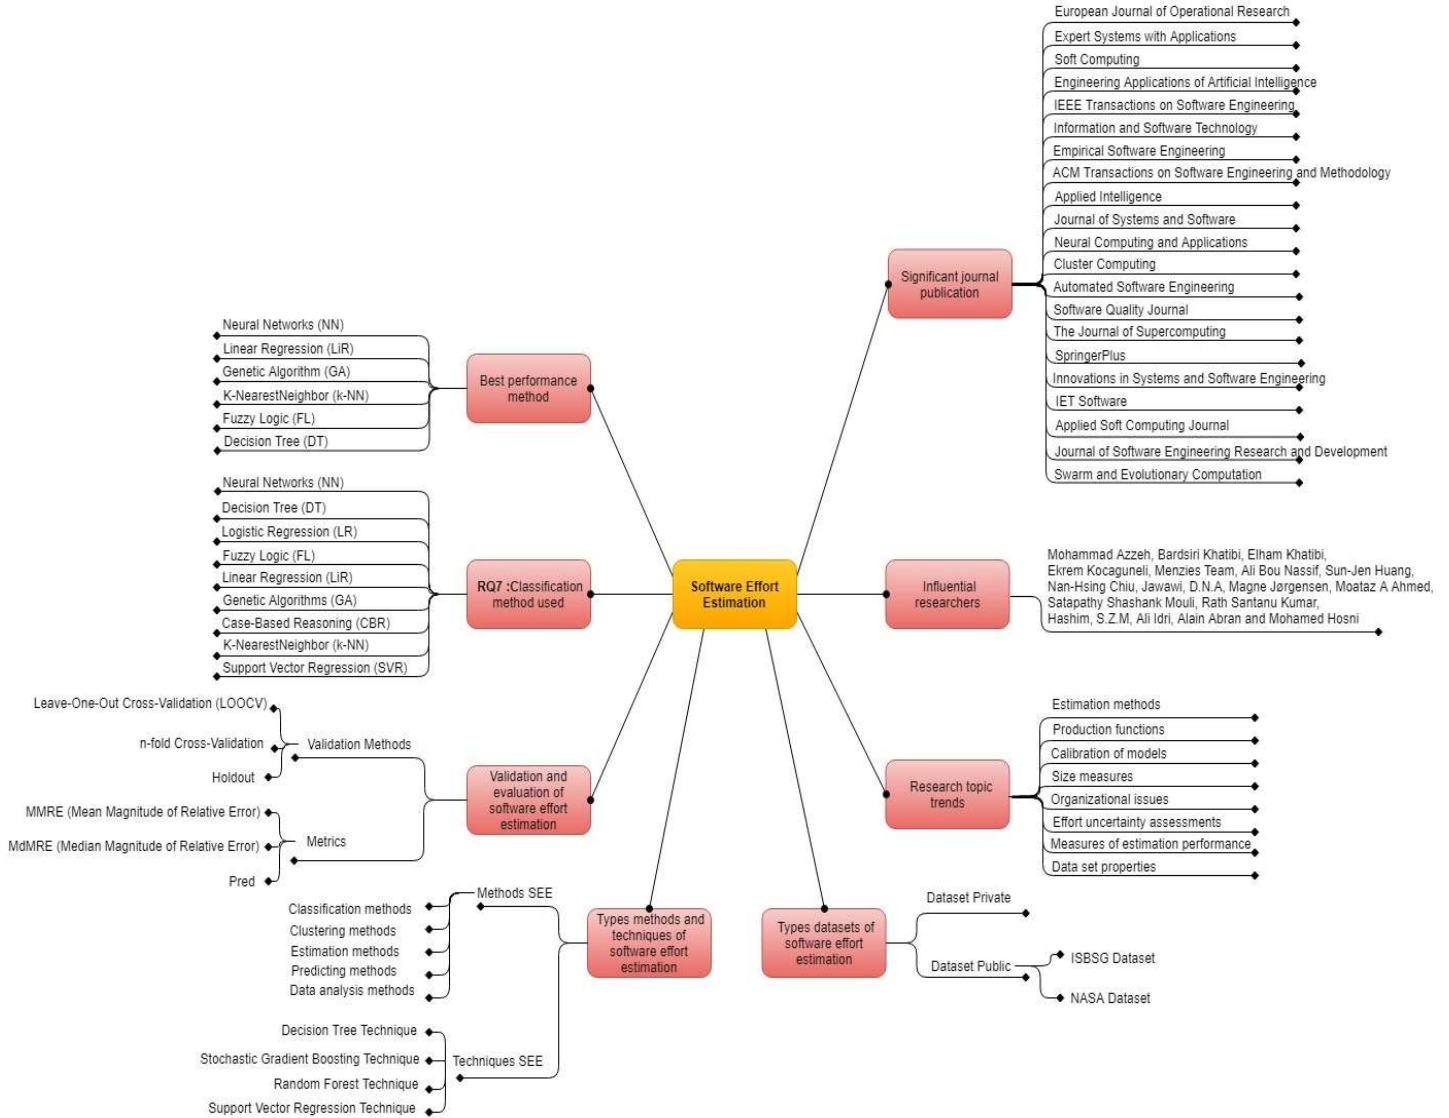 European Journal of Operational Research
Expert Systems with Applications
Soft Computing
Engineering Applications of Artificial Intelligence
IEEE Transactions on Software Engineering
Information and Software Technology
Empirical Software Engineering
ACM Transactions on Software Engineering and Methodology
Applied Intelligence
Journal of Systems and Software
Neural Computing and Applications
Cluster Computing
Automated Software Engineering
Software Quality Journal
The Journal of Supercomputing
SpringerPlus
Innovations in Systems and Software Engineering
IET Software
Applied Soft Computing Journal
Journal of Software Engineering Research and Development
Swarm and Evolutionary Computation
Significant journal
publication
Neural Networks (NN)
Linear Regression (LiR)
Genetic Algorithm (GA)
K-NearestNeighbor (k-NN)
Fuzzy Logic (FL)
Decision Tree (DT)
Best performance
method
Neural Networks (NN)
Decision Tree (DT)
Logistic Regression (LR)
Fuzzy Logic (FL)
Linear Regression (LiR)
Genetic Algorithms (GA)
Case-Based Reasoning (CBR)
K-NearestNeighbor (k-NN)
Support Vector Regression (SVR)
RQ7 :Classification
method used
Software Effort
Estimation
Influential
researchers
Mohammad Azzeh, Bardsiri Khatibi, Elham Khatibi,
Ekrem Kocaguneli, Menzies Team, Ali Bou Nassif, Sun-Jen Huang,
Nan-Hsing Chiu, Jawawi, D.N.A, Magne Jørgensen, Moataz A Ahmed,
Satapathy Shashank Mouli, Rath Santanu Kumar,
Hashim, S.Z.M, Ali Idri, Alain Abran and Mohamed Hosni
Leave-One-Out Cross-Validation (LOOCV)
n-fold Cross-Validation
Holdout
Validation Methods
MMRE (Mean Magnitude of Relative Error)
MdMRE (Median Magnitude of Relative Error)
Pred
Metrics
Validation and
evaluation of
software effort
estimation
Research topic
trends
Estimation methods
Production functions
Calibration of models
Size measures
Organizational issues
Effort uncertainty assessments
Measures of estimation performance
Data set properties
Methods SEE
Classification methods
Clustering methods
Estimation methods
Predicting methods
Data analysis methods
Decision Tree Technique
Stochastic Gradient Boosting Technique
Random Forest Technique
Support Vector Regression Technique
Techniques SEE
Types methods and
techniques of
software effort
estimation
Types datasets of
software effort
estimation
Dataset Private
Dataset Public
ISBSG Dataset
NASA Dataset